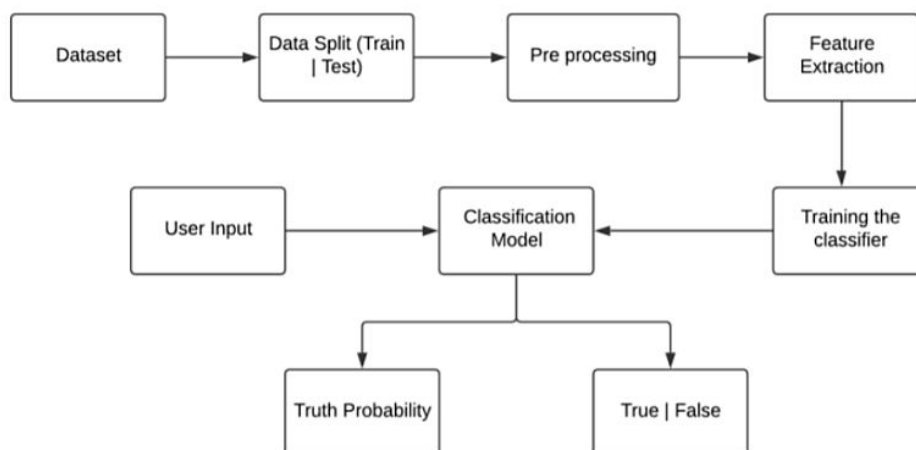 Dataset
Data Split (Train
| Test)
Pre processing
Feature
Extraction
User Input
Classification
Model
Training the
classifier
Truth Probability
True | False